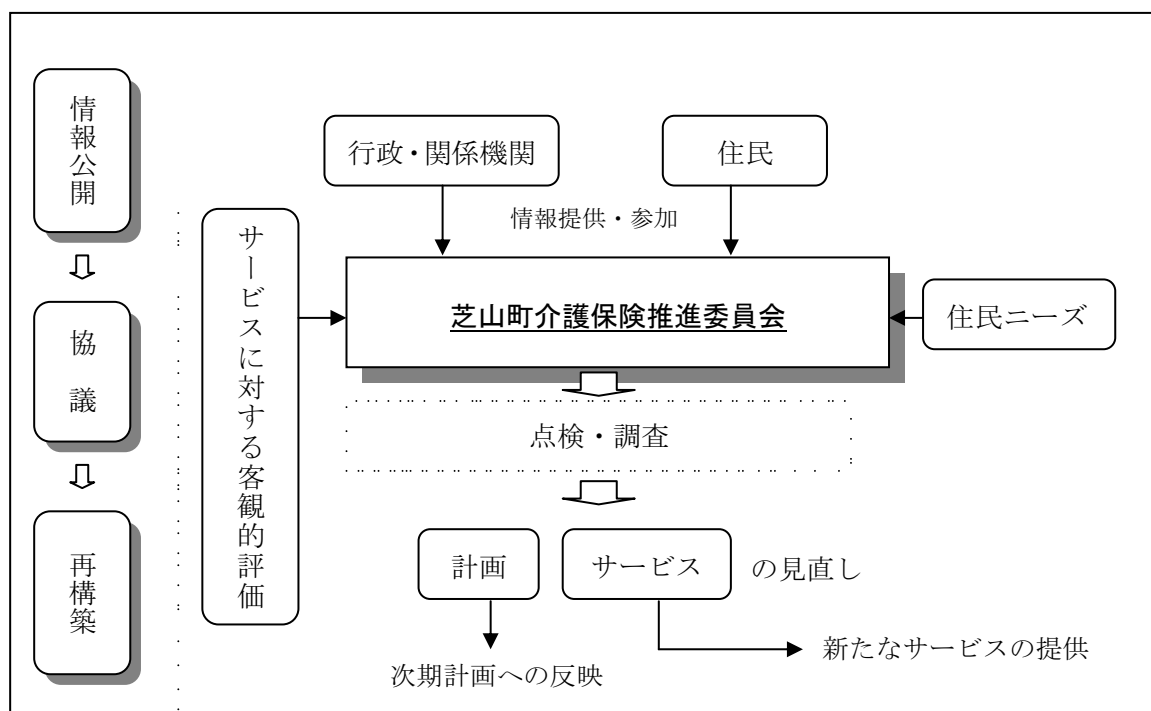 情報公開
協議
再構築
サービスに対する客観的評価
行政・関係機関
住民
情報提供・参加
芝山町介護保険推進委員会
住民ニーズ
点検・調査
計画 サービス の見直し
次期計画への反映
新たなサービスの提供